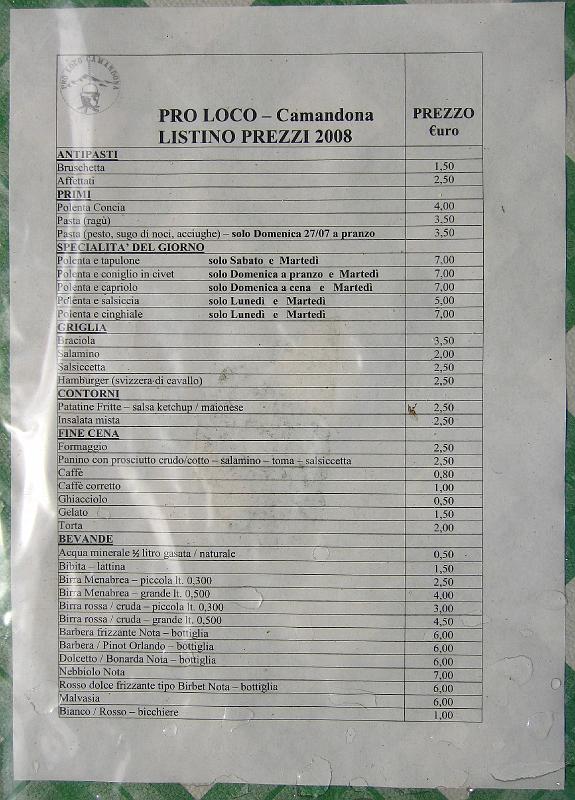 PRO LOCO CAMANDONA
PRO LOCO – Camandona
LISTINO PREZZI 2008
PREZZO
€uro
ANTIPASTI
Bruschetta 1,50
Affettati 2,50
PRIMI
Polenta Concia 4,00
Pasta (ragù) 3,50
Pasta (pesto, sugo di noci, acciughe) – solo Domenica 27/07 a pranzo 3,50
SPECIALITA' DEL GIORNO
Polenta e tapulone solo Sabato e Martedì 7,00
Polenta e coniglio in civet solo Domenica a pranzo e Martedì 7,00
Polenta e capriolo solo Domenica a cena e Martedì 7,00
Polenta e salsiccia solo Lunedì e Martedì 5,00
Polenta e cinghiale solo Lunedì e Martedì 7,00
GRIGLIA
Braciola 3,50
Salamino 2,00
Salsiccetta 2,50
Hamburger (svizzera di cavallo) 2,50
CONTORNI
Patatine Fritte – salsa ketchup / maionese 2,50
Insalata mista 2,50
FINE CENA
Formaggio 2,50
Panino con prosciutto crudo/cotto – salamino – toma – salsiccetta 2,50
Caffè 0,80
Caffè corretto 1,00
Ghiacciolo 0,50
Gelato 1,50
Torta 2,00
BEVANDE
Acqua minerale ½ litro gasata / naturale 0,50
Bibita – lattina 1,50
Birra Menabrea – piccola lt. 0,300 2,50
Birra Menabrea – grande lt. 0,500 4,00
Birra rossa / cruda – piccola lt. 0,300 3,00
Birra rossa / cruda – grande lt. 0,500 4,50
Barbera frizzante Nota – bottiglia 6,00
Barbera / Pinot Orlando – bottiglia 6,00
Dolcetto / Bonarda Nota – bottiglia 6,00
Nebbiolo Nota 7,00
Rosso dolce frizzante tipo Birbet Nota – bottiglia 6,00
Malvasia 6,00
Bianco / Rosso – bicchiere 1,00